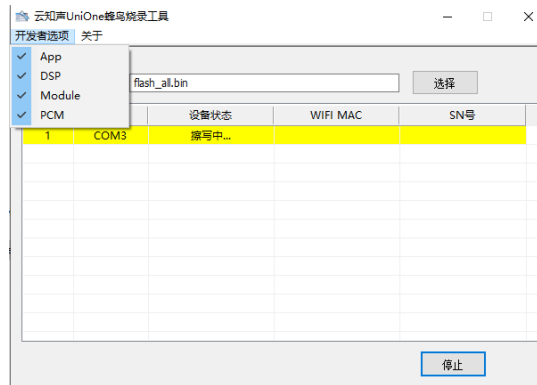 云知声UniOne蜂鸟烧录工具
开发者选项 关于
App
DSP
Module
PCM
flash_all.bin 选择
设备状态 WIFI MAC SN号
1 COM3 擦写中...
停止